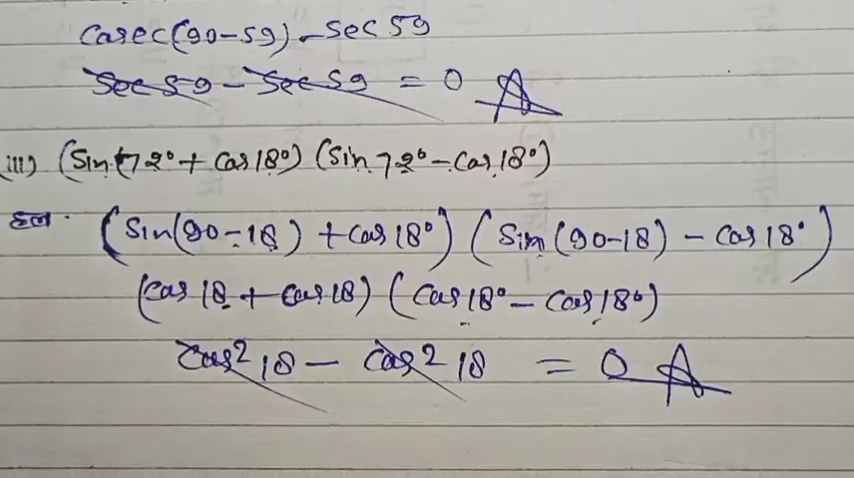 Cosec(90-59) - Sec 59
Sec 59 - Sec 59 = 0 A
(iii) (Sin 72° + Cos 18°) (Sin 72° - Cos 18°)
हल. (Sin(90-18) + Cos 18°) (Sin (90-18) - Cos 18°)
(Cos 18 + Cos 18) (Cos 18° - Cos 18°)
Cos² 18 - Cos² 18 = 0 A